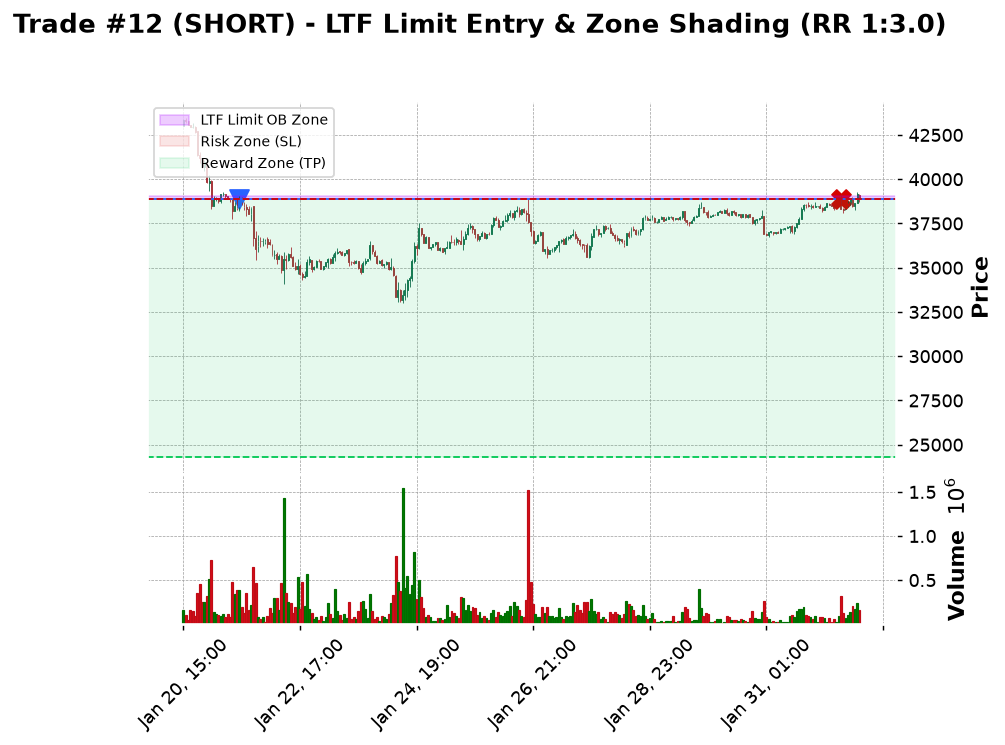 Trade #12 (SHORT) - LTF Limit Entry & Zone Shading (RR 1:3.0)
LTF Limit OB Zone
Risk Zone (SL)
Reward Zone (TP)
42500
40000
37500
35000
32500
30000
27500
25000
Price
1.5
1.0
0.5
Volume 10^6
Jan 20, 15:00
Jan 22, 17:00
Jan 24, 19:00
Jan 26, 21:00
Jan 28, 23:00
Jan 31, 01:00